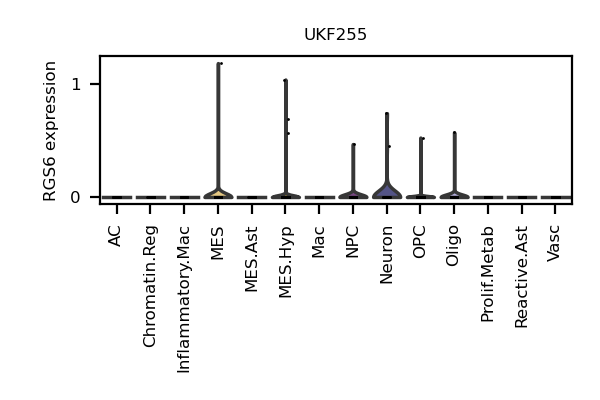 UKF255
RGS6 expression
1
0
AC
Chromatin.Reg
Inflammatory.Mac
MES
MES.Ast
MES.Hyp
Mac
NPC
Neuron
OPC
Oligo
Prolif.Metab
Reactive.Ast
Vasc